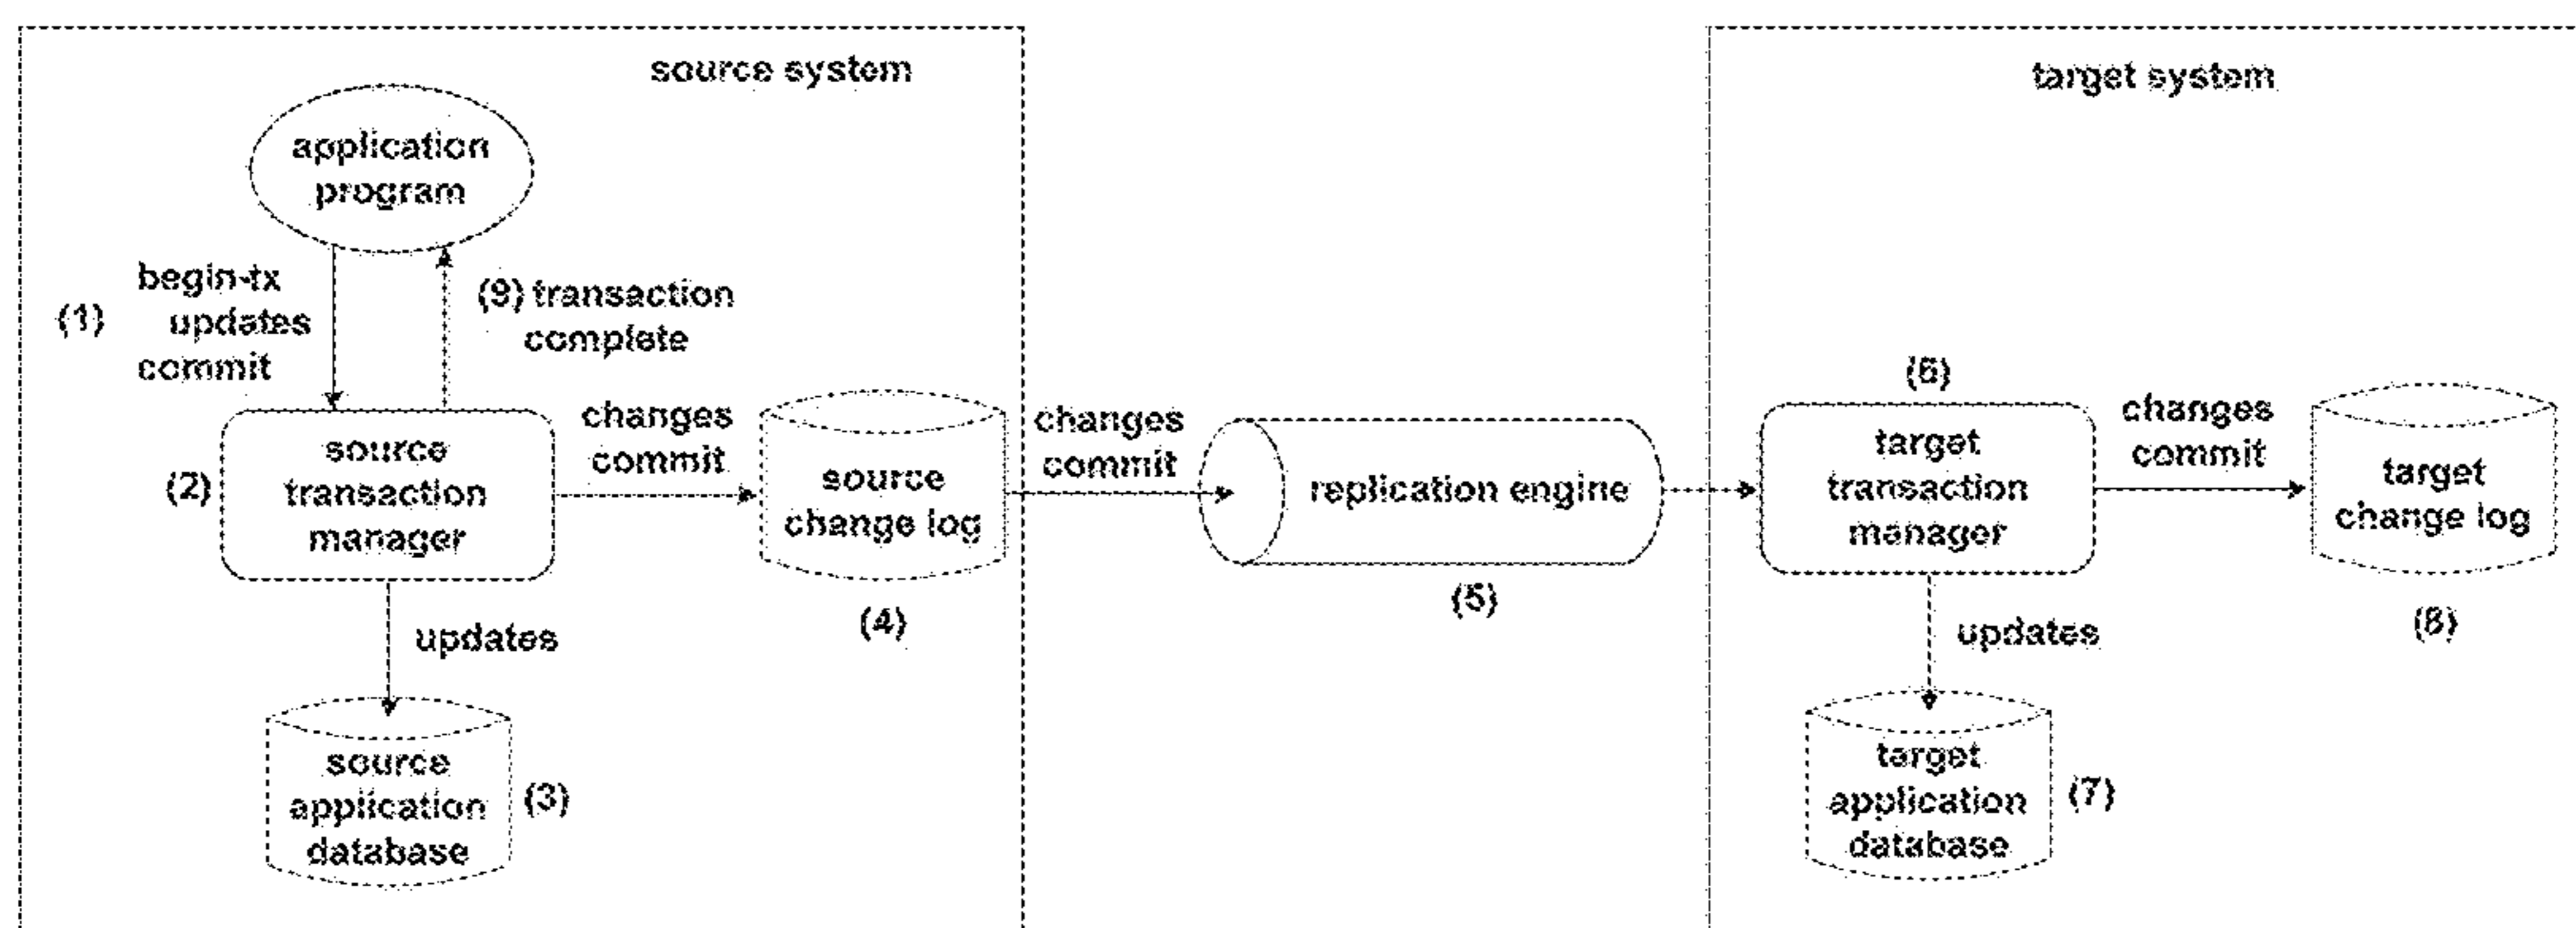 source system
application
program
(1)
begin-tx
updates
commit
(9) transaction
complete
(2)
source
transaction
manager
changes
commit
source
change log
(4)
updates
source
application
database
(3)
changes
commit
replication engine
(5)
target system
(6)
target
transaction
manager
changes
commit
target
change log
(8)
updates
target
application
database
(7)